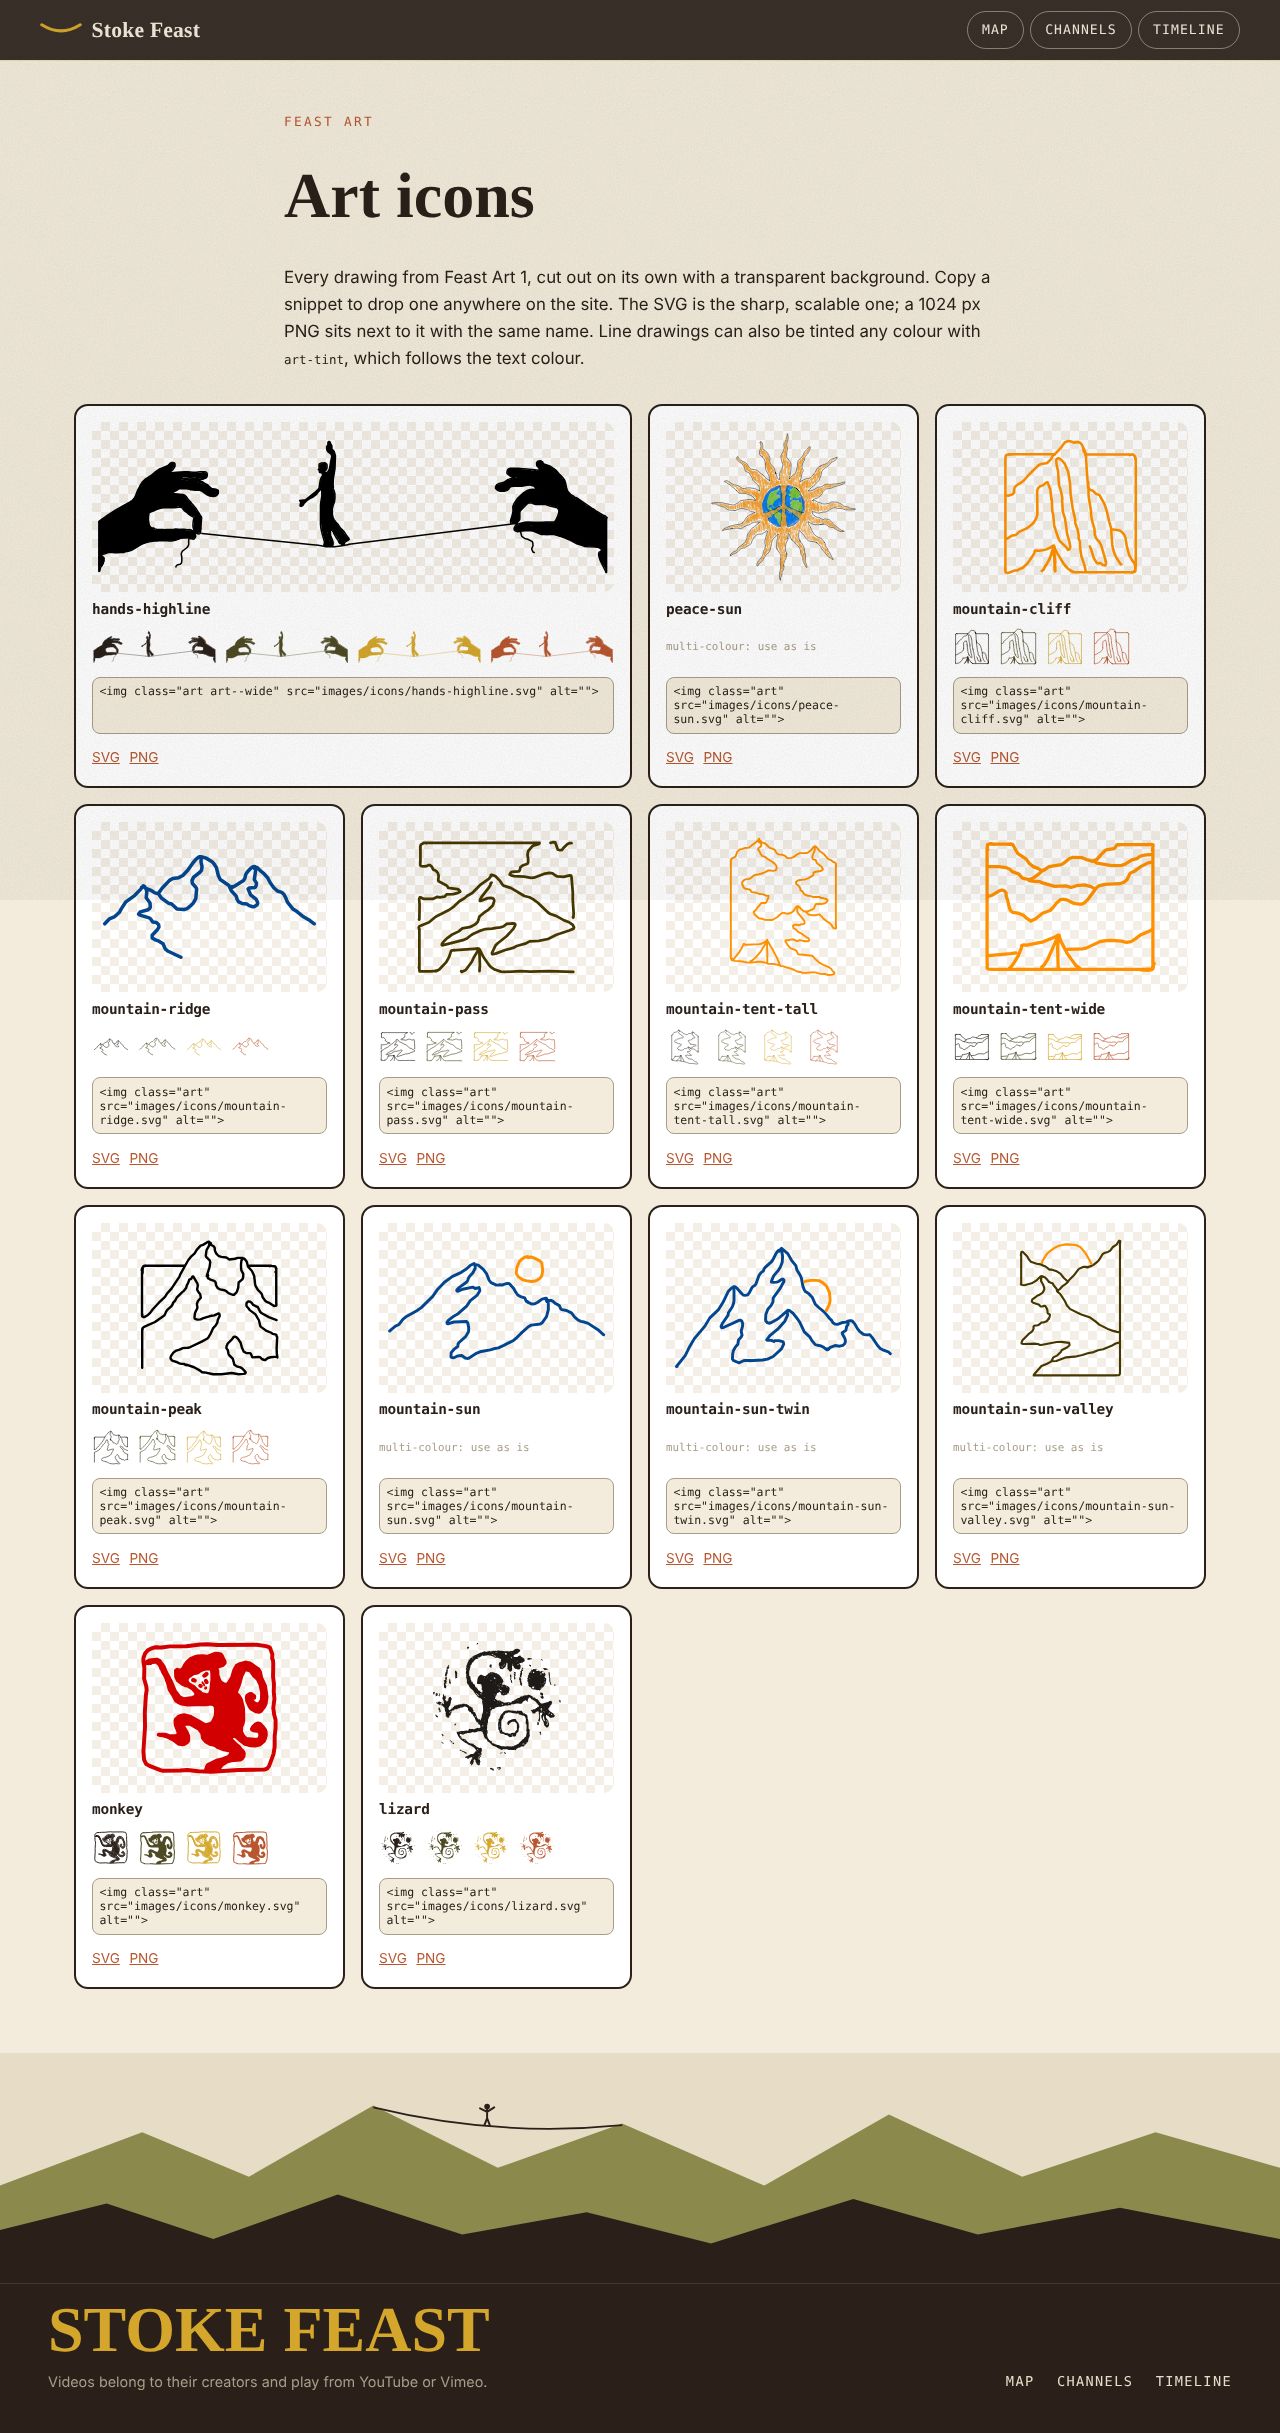 Stoke Feast
MAP
CHANNELS
TIMELINE
FEAST ART
Art icons
Every drawing from Feast Art 1, cut out on its own with a transparent background. Copy a
snippet to drop one anywhere on the site. The SVG is the sharp, scalable one; a 1024 px
PNG sits next to it with the same name. Line drawings can also be tinted any colour with
art-tint, which follows the text colour.
hands-highline
<img class="art art--wide" src="images/icons/hands-highline.svg" alt="">
SVG PNG
peace-sun
multi-colour: use as is
<img class="art"
src="images/icons/peace-
sun.svg" alt="">
SVG PNG
mountain-cliff
<img class="art"
src="images/icons/mountain-
cliff.svg" alt="">
SVG PNG
mountain-ridge
<img class="art"
src="images/icons/mountain-
ridge.svg" alt="">
SVG PNG
mountain-pass
<img class="art"
src="images/icons/mountain-
pass.svg" alt="">
SVG PNG
mountain-tent-tall
<img class="art"
src="images/icons/mountain-
tent-tall.svg" alt="">
SVG PNG
mountain-tent-wide
<img class="art"
src="images/icons/mountain-
tent-wide.svg" alt="">
SVG PNG
mountain-peak
<img class="art"
src="images/icons/mountain-
peak.svg" alt="">
SVG PNG
mountain-sun
multi-colour: use as is
<img class="art"
src="images/icons/mountain-
sun.svg" alt="">
SVG PNG
mountain-sun-twin
multi-colour: use as is
<img class="art"
src="images/icons/mountain-sun-
twin.svg" alt="">
SVG PNG
mountain-sun-valley
multi-colour: use as is
<img class="art"
src="images/icons/mountain-sun-
valley.svg" alt="">
SVG PNG
monkey
<img class="art"
src="images/icons/monkey.svg"
alt="">
SVG PNG
lizard
<img class="art"
src="images/icons/lizard.svg"
alt="">
SVG PNG
STOKE FEAST
Videos belong to their creators and play from YouTube or Vimeo.
MAP CHANNELS TIMELINE